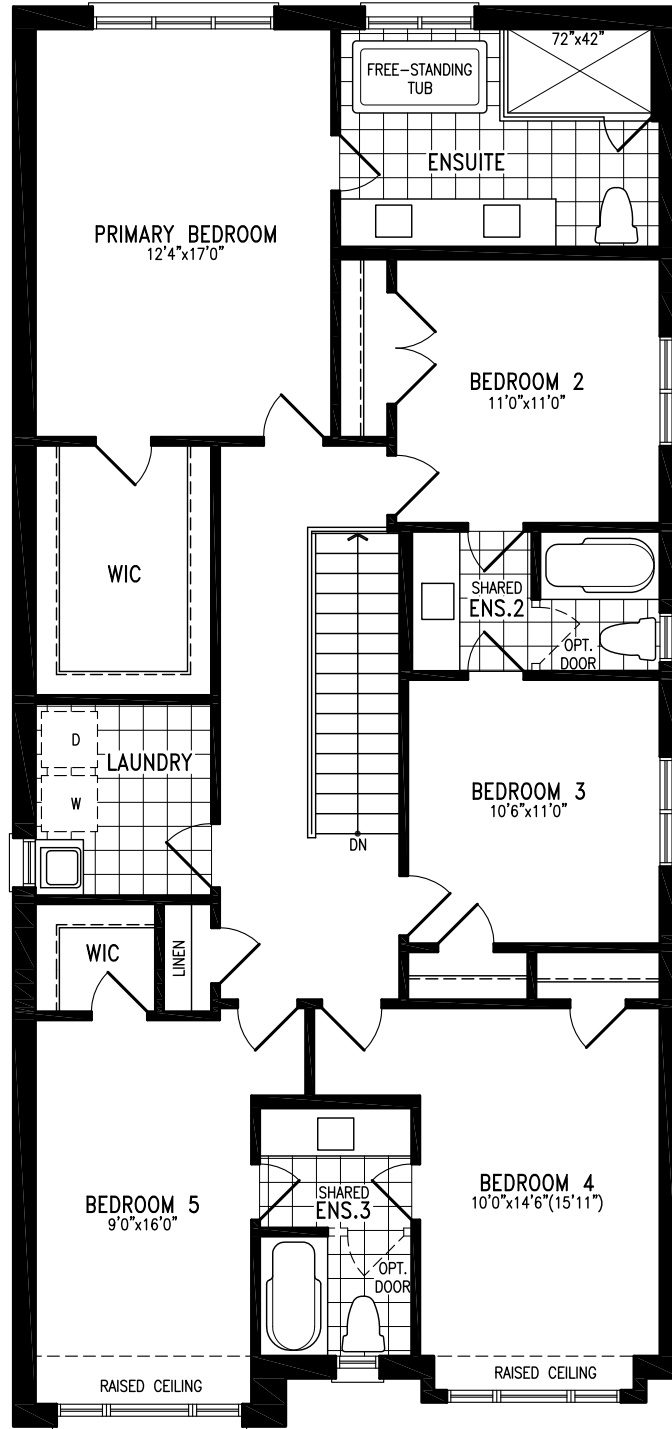 72"x42"
FREE-STANDING
TUB
ENSUITE
PRIMARY BEDROOM
12'4"x17'0"
BEDROOM 2
11'0"x11'0"
WIC
SHARED
ENS.2
OPT.
DOOR
D
LAUNDRY
W
BEDROOM 3
10'6"x11'0"
DN
WIC
LINEN
SHARED
ENS.3
OPT.
DOOR
BEDROOM 4
10'0"x14'6"(15'11")
BEDROOM 5
9'0"x16'0"
RAISED CEILING
RAISED CEILING